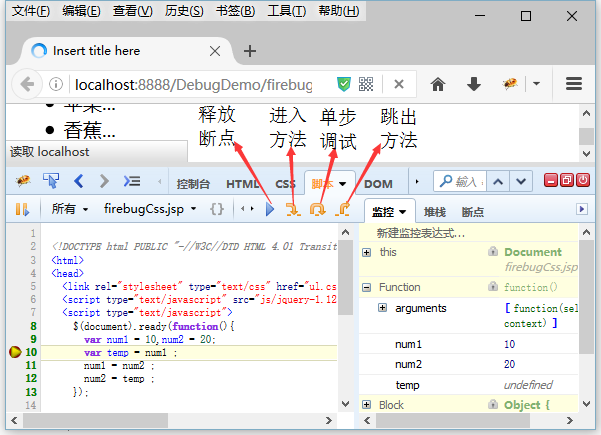 文件(F) 编辑(E) 查看(V) 历史(S) 书签(B) 工具(T) 帮助(H)
Insert title here
localhost:8888/DebugDemo/firebug
香蕉...
释放 进入 单步 跳出
断点 方法 调试 方法
读取 localhost
控制台 HTML CSS 脚本 DOM 输入
所有 firebugCss.jsp {} 监控 堆栈 断点
新建监控表达式...
1
2 <!DOCTYPE html PUBLIC "-//W3C//DTD HTML 4.01 Transit
3 <html>
4 <head>
5 <link rel="stylesheet" type="text/css" href="ul.cs
6 <script type="text/javascript" src="js/jquery-1.12
7 <script type="text/javascript">
8 $(document).ready(function(){
9 var num1 = 10,num2 = 20;
10 var temp = num1 ;
11 num1 = num2 ;
12 num2 = temp ;
13 });
14
this Document
firebugCss.jsp
Function function()
arguments [ function(sel
context) ]
num1 10
num2 20
temp undefined
Block Object {